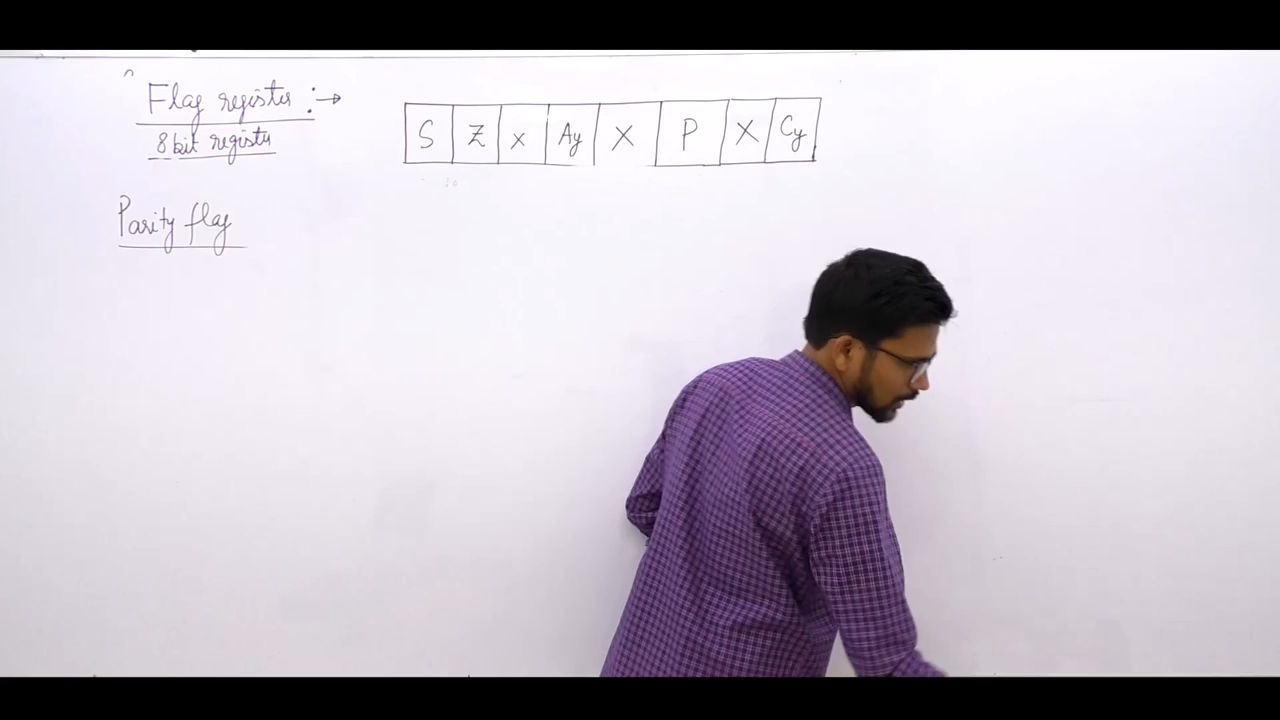 Flag register :→
8 bit register
S Z x Ay X P X Cy
Parity flag